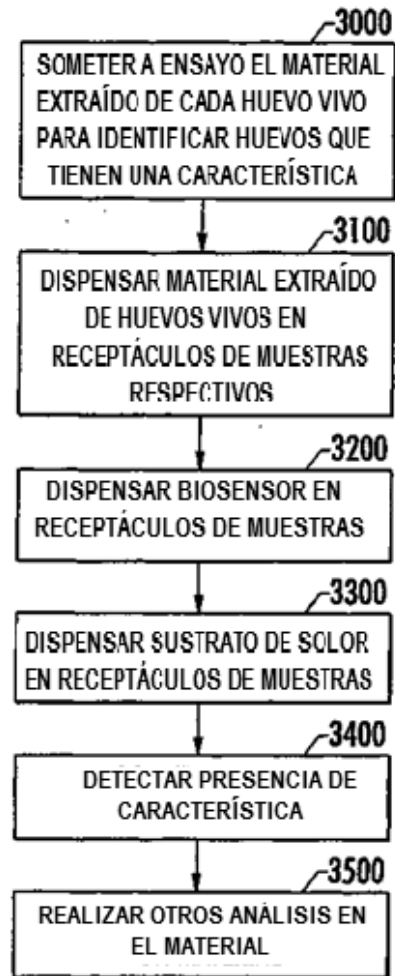 3000
SOMETER A ENSAYO EL MATERIAL
EXTRAÍDO DE CADA HUEVO VIVO
PARA IDENTIFICAR HUEVOS QUE
TIENEN UNA CARACTERÍSTICA
3100
DISPENSAR MATERIAL EXTRAÍDO
DE HUEVOS VIVOS EN
RECEPTÁCULOS DE MUESTRAS
RESPECTIVOS
3200
DISPENSAR BIOSENSOR EN
RECEPTÁCULOS DE MUESTRAS
3300
DISPENSAR SUSTRATO DE SOLOR
EN RECEPTÁCULOS DE MUESTRAS
3400
DETECTAR PRESENCIA DE
CARACTERÍSTICA
3500
REALIZAR OTROS ANÁLISIS EN
EL MATERIAL